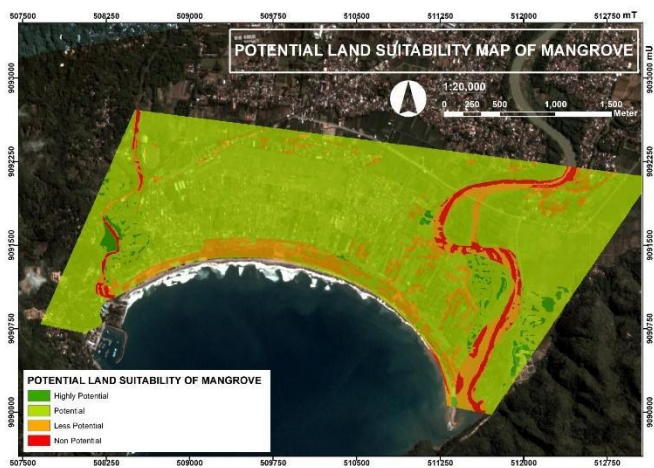 507500 508250 509000 509750 510500 511250 512000 512750 mT
POTENTIAL LAND SUITABILITY MAP OF MANGROVE
1:20,000
0 250 500 1,000 1,500
Meter
9093000
9092250
9091500
9090750
9090000
9093000 mU
9092250
9091500
9090750
9090000
POTENTIAL LAND SUITABILITY OF MANGROVE
Highly Potential
Potential
Less Potential
Non Potential
507500 508250 509000 509750 510500 511250 512000 512750